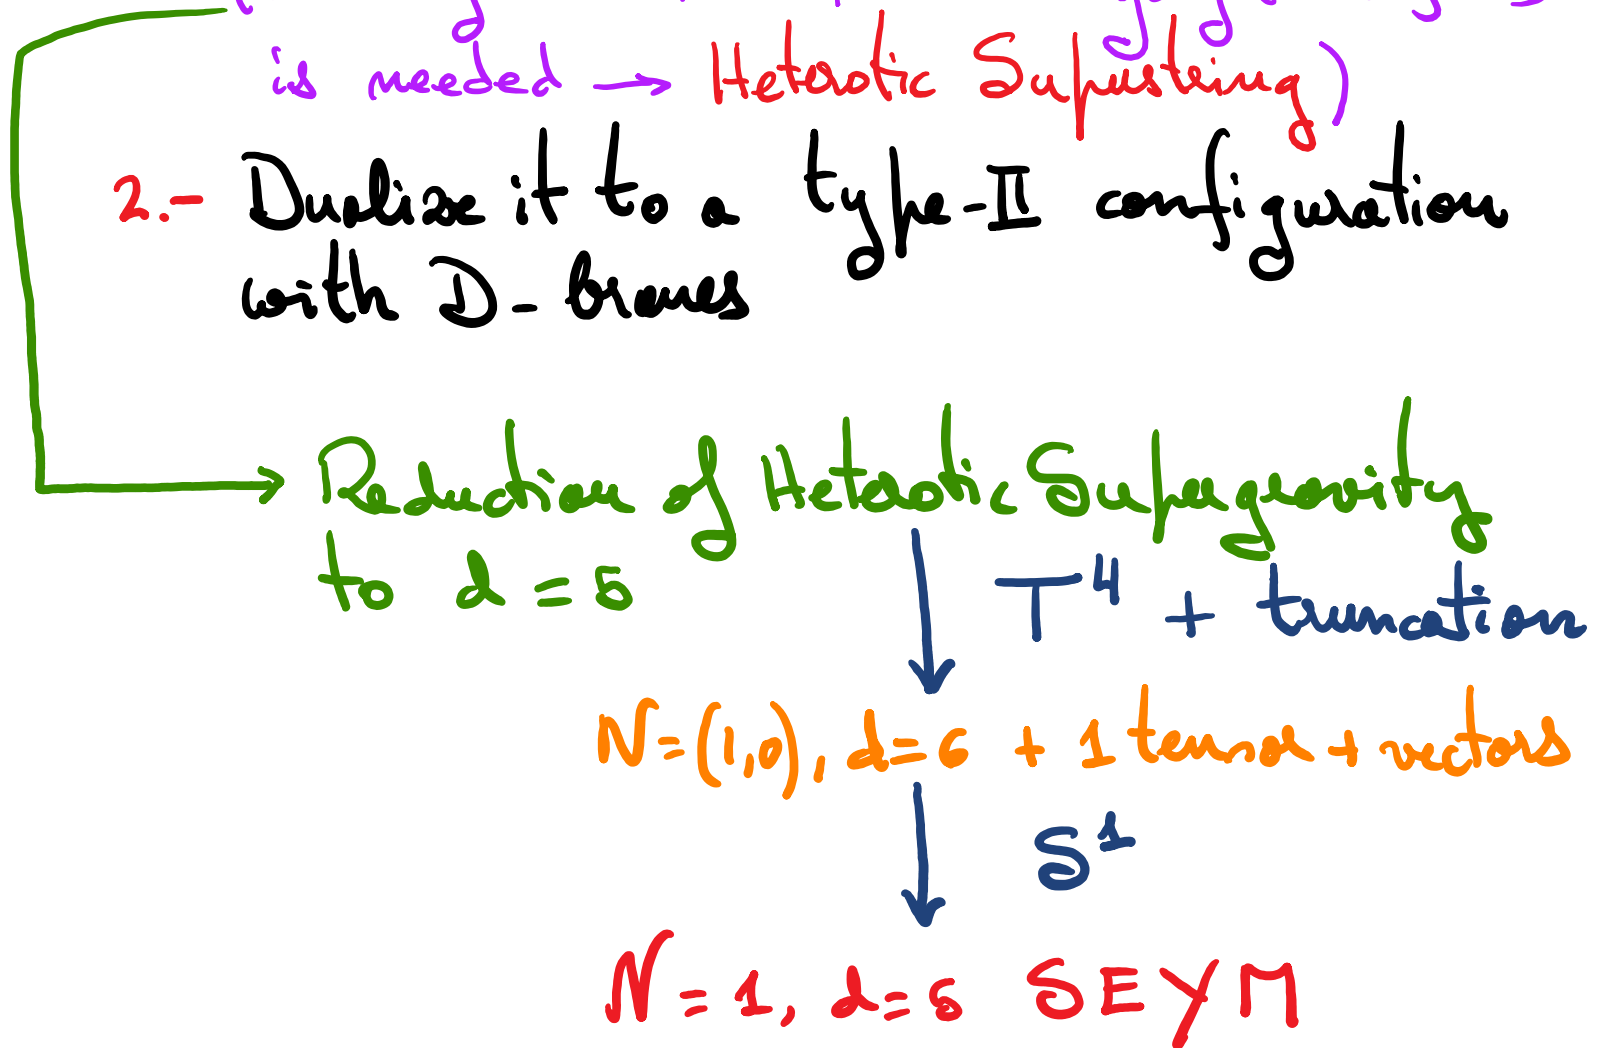 is needed → Heterotic Superstring)
2.- Dualize it to a type-II configuration
with D-branes
Reduction of Heterotic Supergravity
to d=5
T⁴ + truncation
N=(1,0), d=6 + 1 tensor + vectors
S¹
N=1, d=5 SEYM